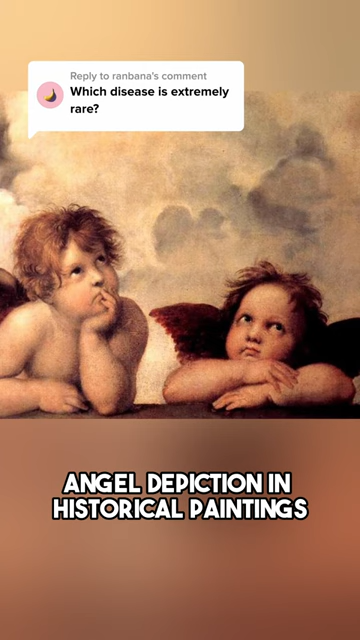 Reply to ranbana's comment
Which disease is extremely
rare?
ANGEL DEPICTION IN
HISTORICAL PAINTINGS